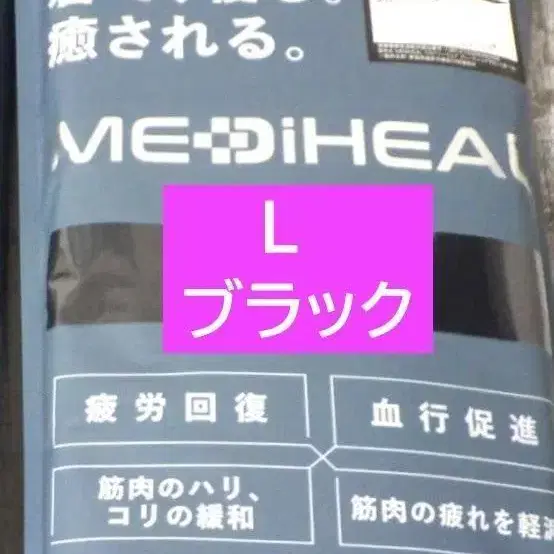 癒される。
MEDiHEAL
L
ブラック
疲労回復
血行促進
筋肉のハリ、
コリの緩和
筋肉の疲れを軽減